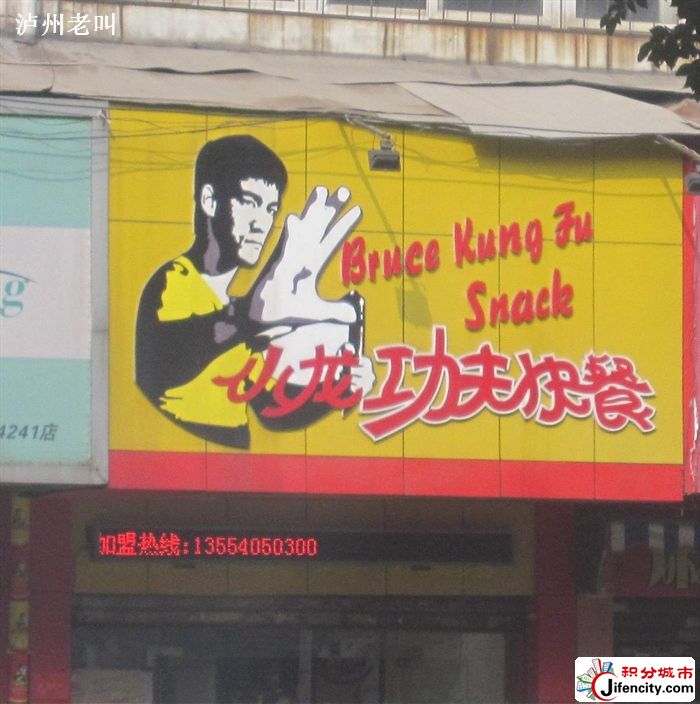 泸州老叫
Bruce Kung Fu
Snack
小龙功夫快餐
g
4241店
加盟热线:13554050300
积分城市
Jifencity.com